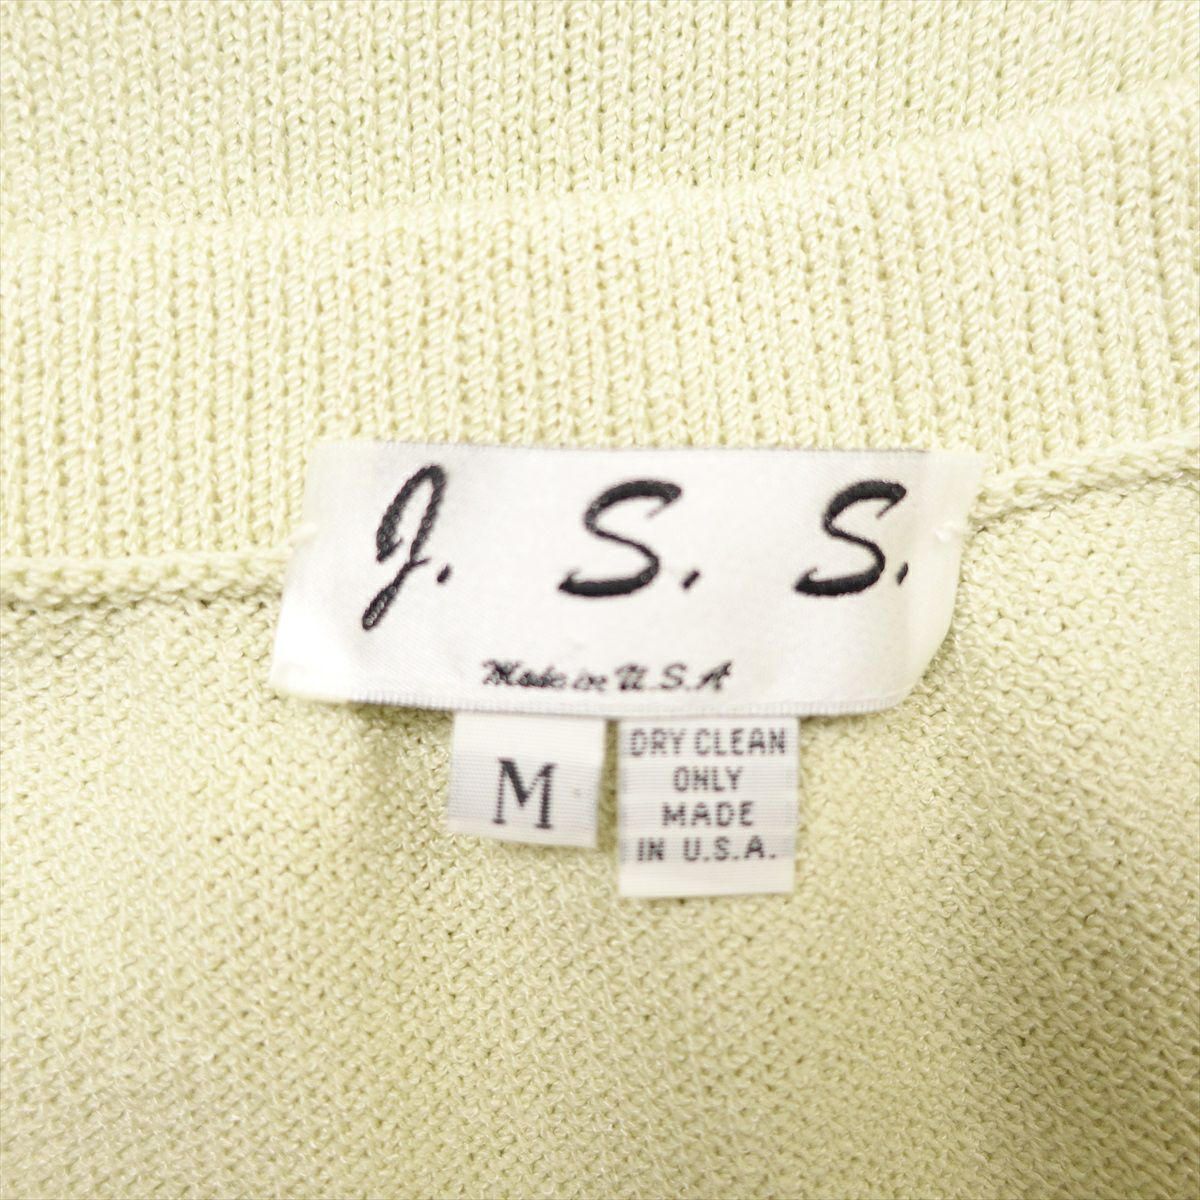 J. S. S.
Made in U.S.A
M
DRY CLEAN
ONLY
MADE
IN U.S.A.